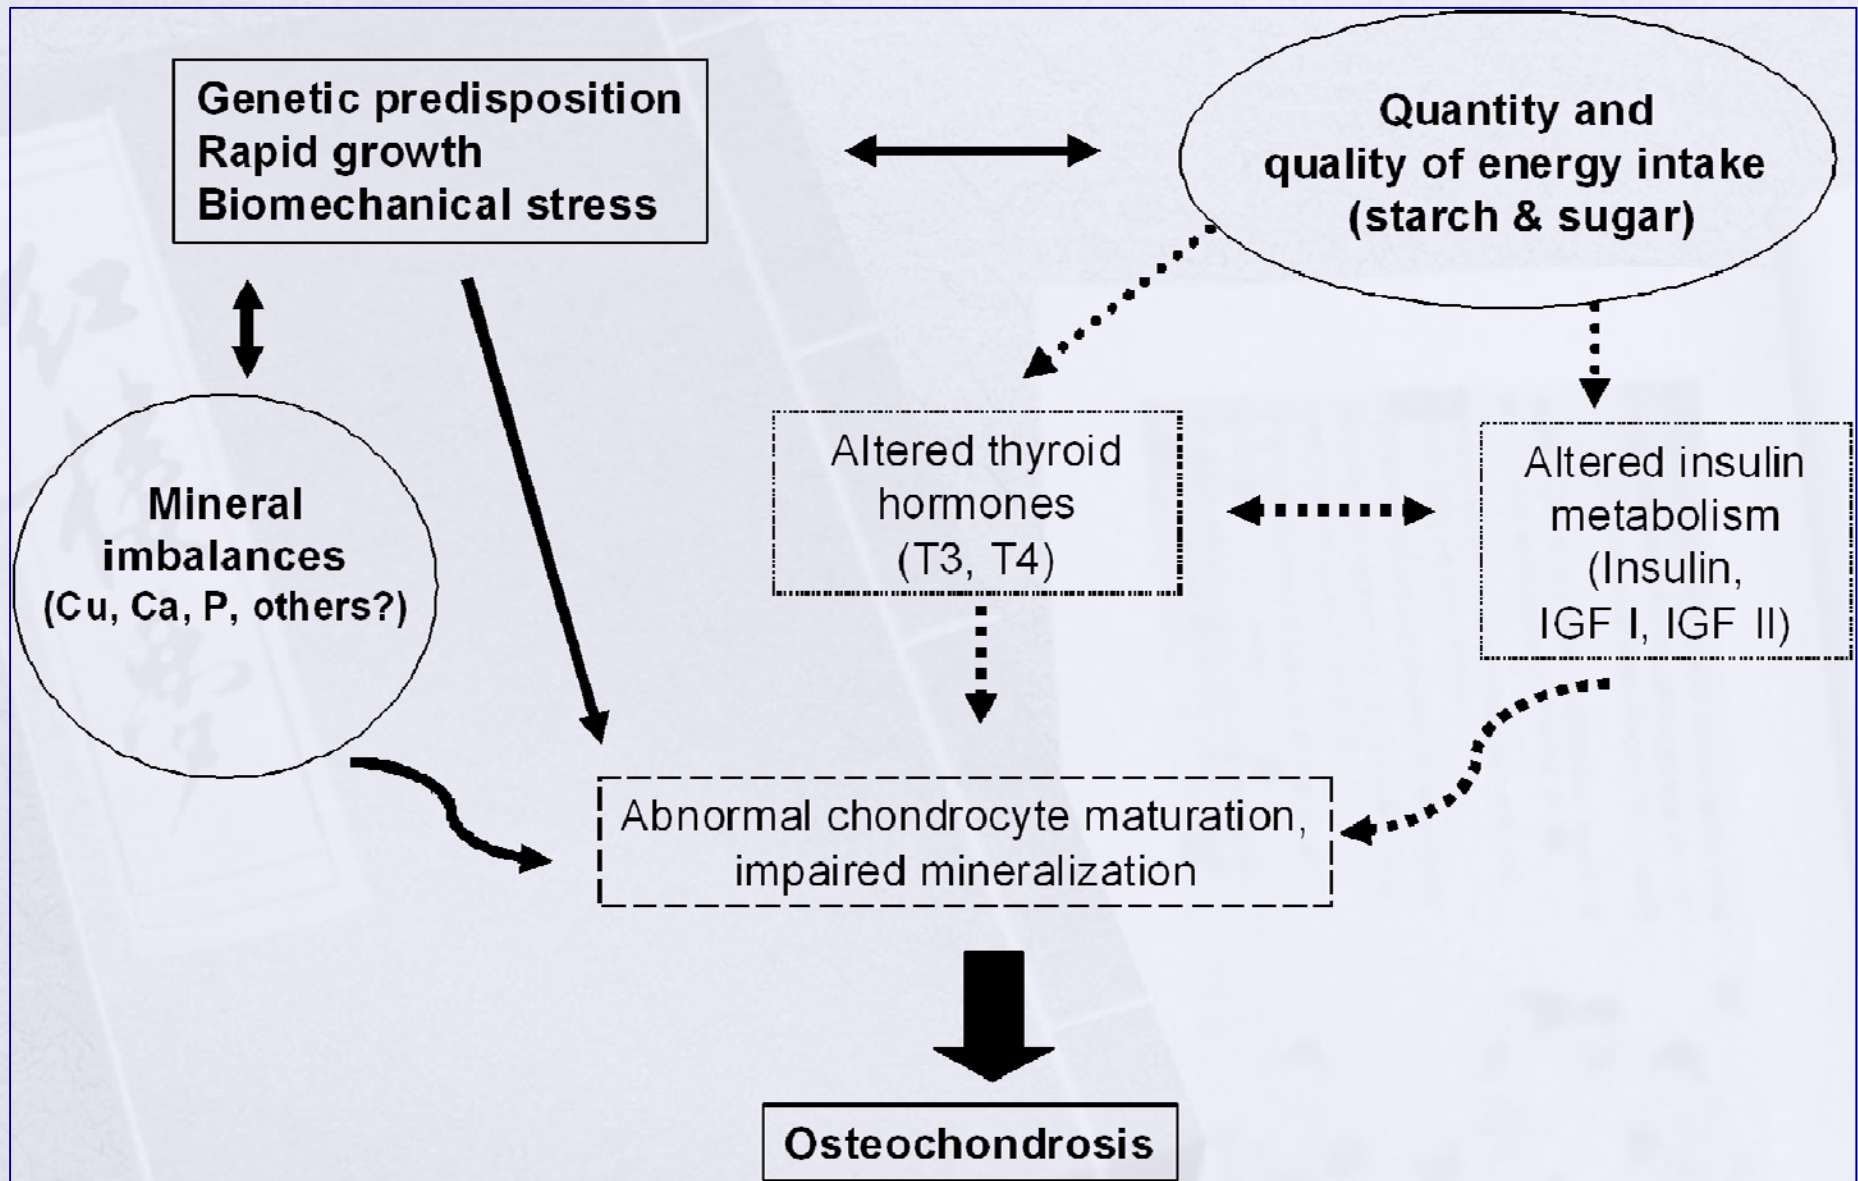 Genetic predisposition
Rapid growth
Biomechanical stress
Quantity and
quality of energy intake
(starch & sugar)
Mineral
imbalances
(Cu, Ca, P, others?)
Altered thyroid
hormones
(T3, T4)
Altered insulin
metabolism
(Insulin,
IGF I, IGF II)
Abnormal chondrocyte maturation,
impaired mineralization
Osteochondrosis